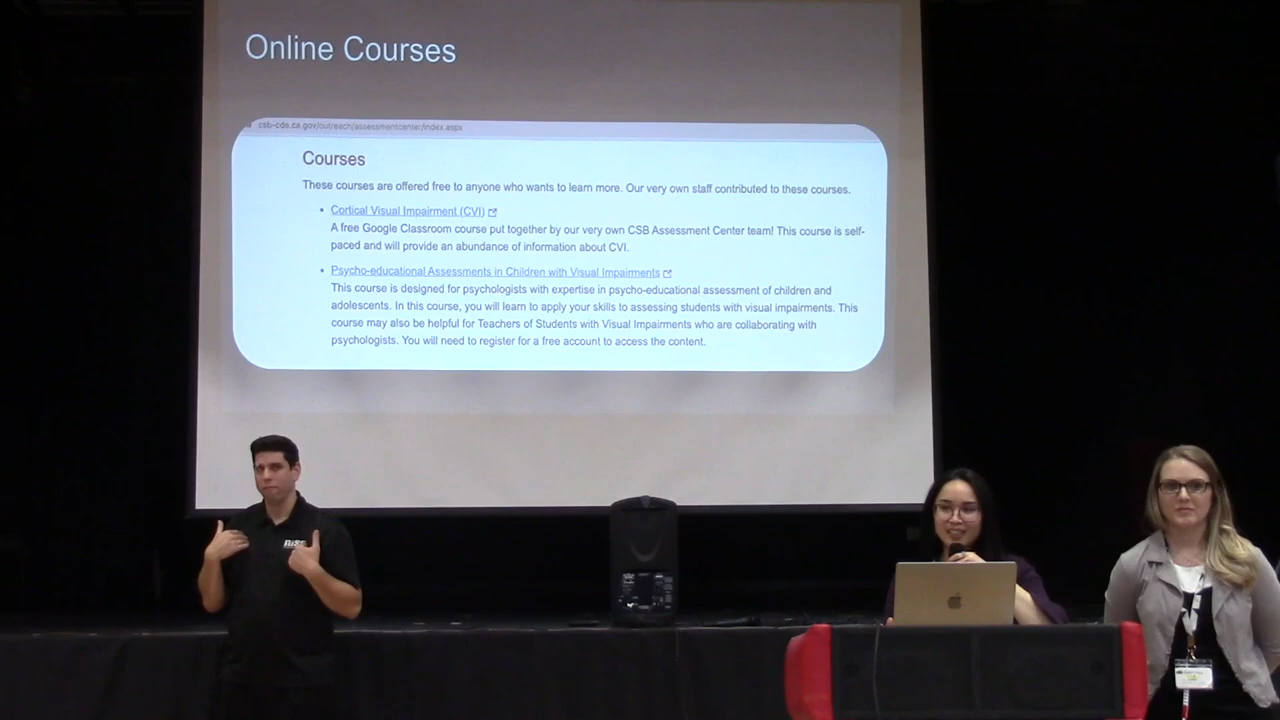 Online Courses
csb-cde.ca.gov/outreach/assessmentcenter/index.aspx
Courses
These courses are offered free to anyone who wants to learn more. Our very own staff contributed to these courses.
• Cortical Visual Impairment (CVI)
A free Google Classroom course put together by our very own CSB Assessment Center team! This course is self-
paced and will provide an abundance of information about CVI.
• Psycho-educational Assessments in Children with Visual Impairments
This course is designed for psychologists with expertise in psycho-educational assessment of children and
adolescents. In this course, you will learn to apply your skills to assessing students with visual impairments. This
course may also be helpful for Teachers of Students with Visual Impairments who are collaborating with
psychologists. You will need to register for a free account to access the content.